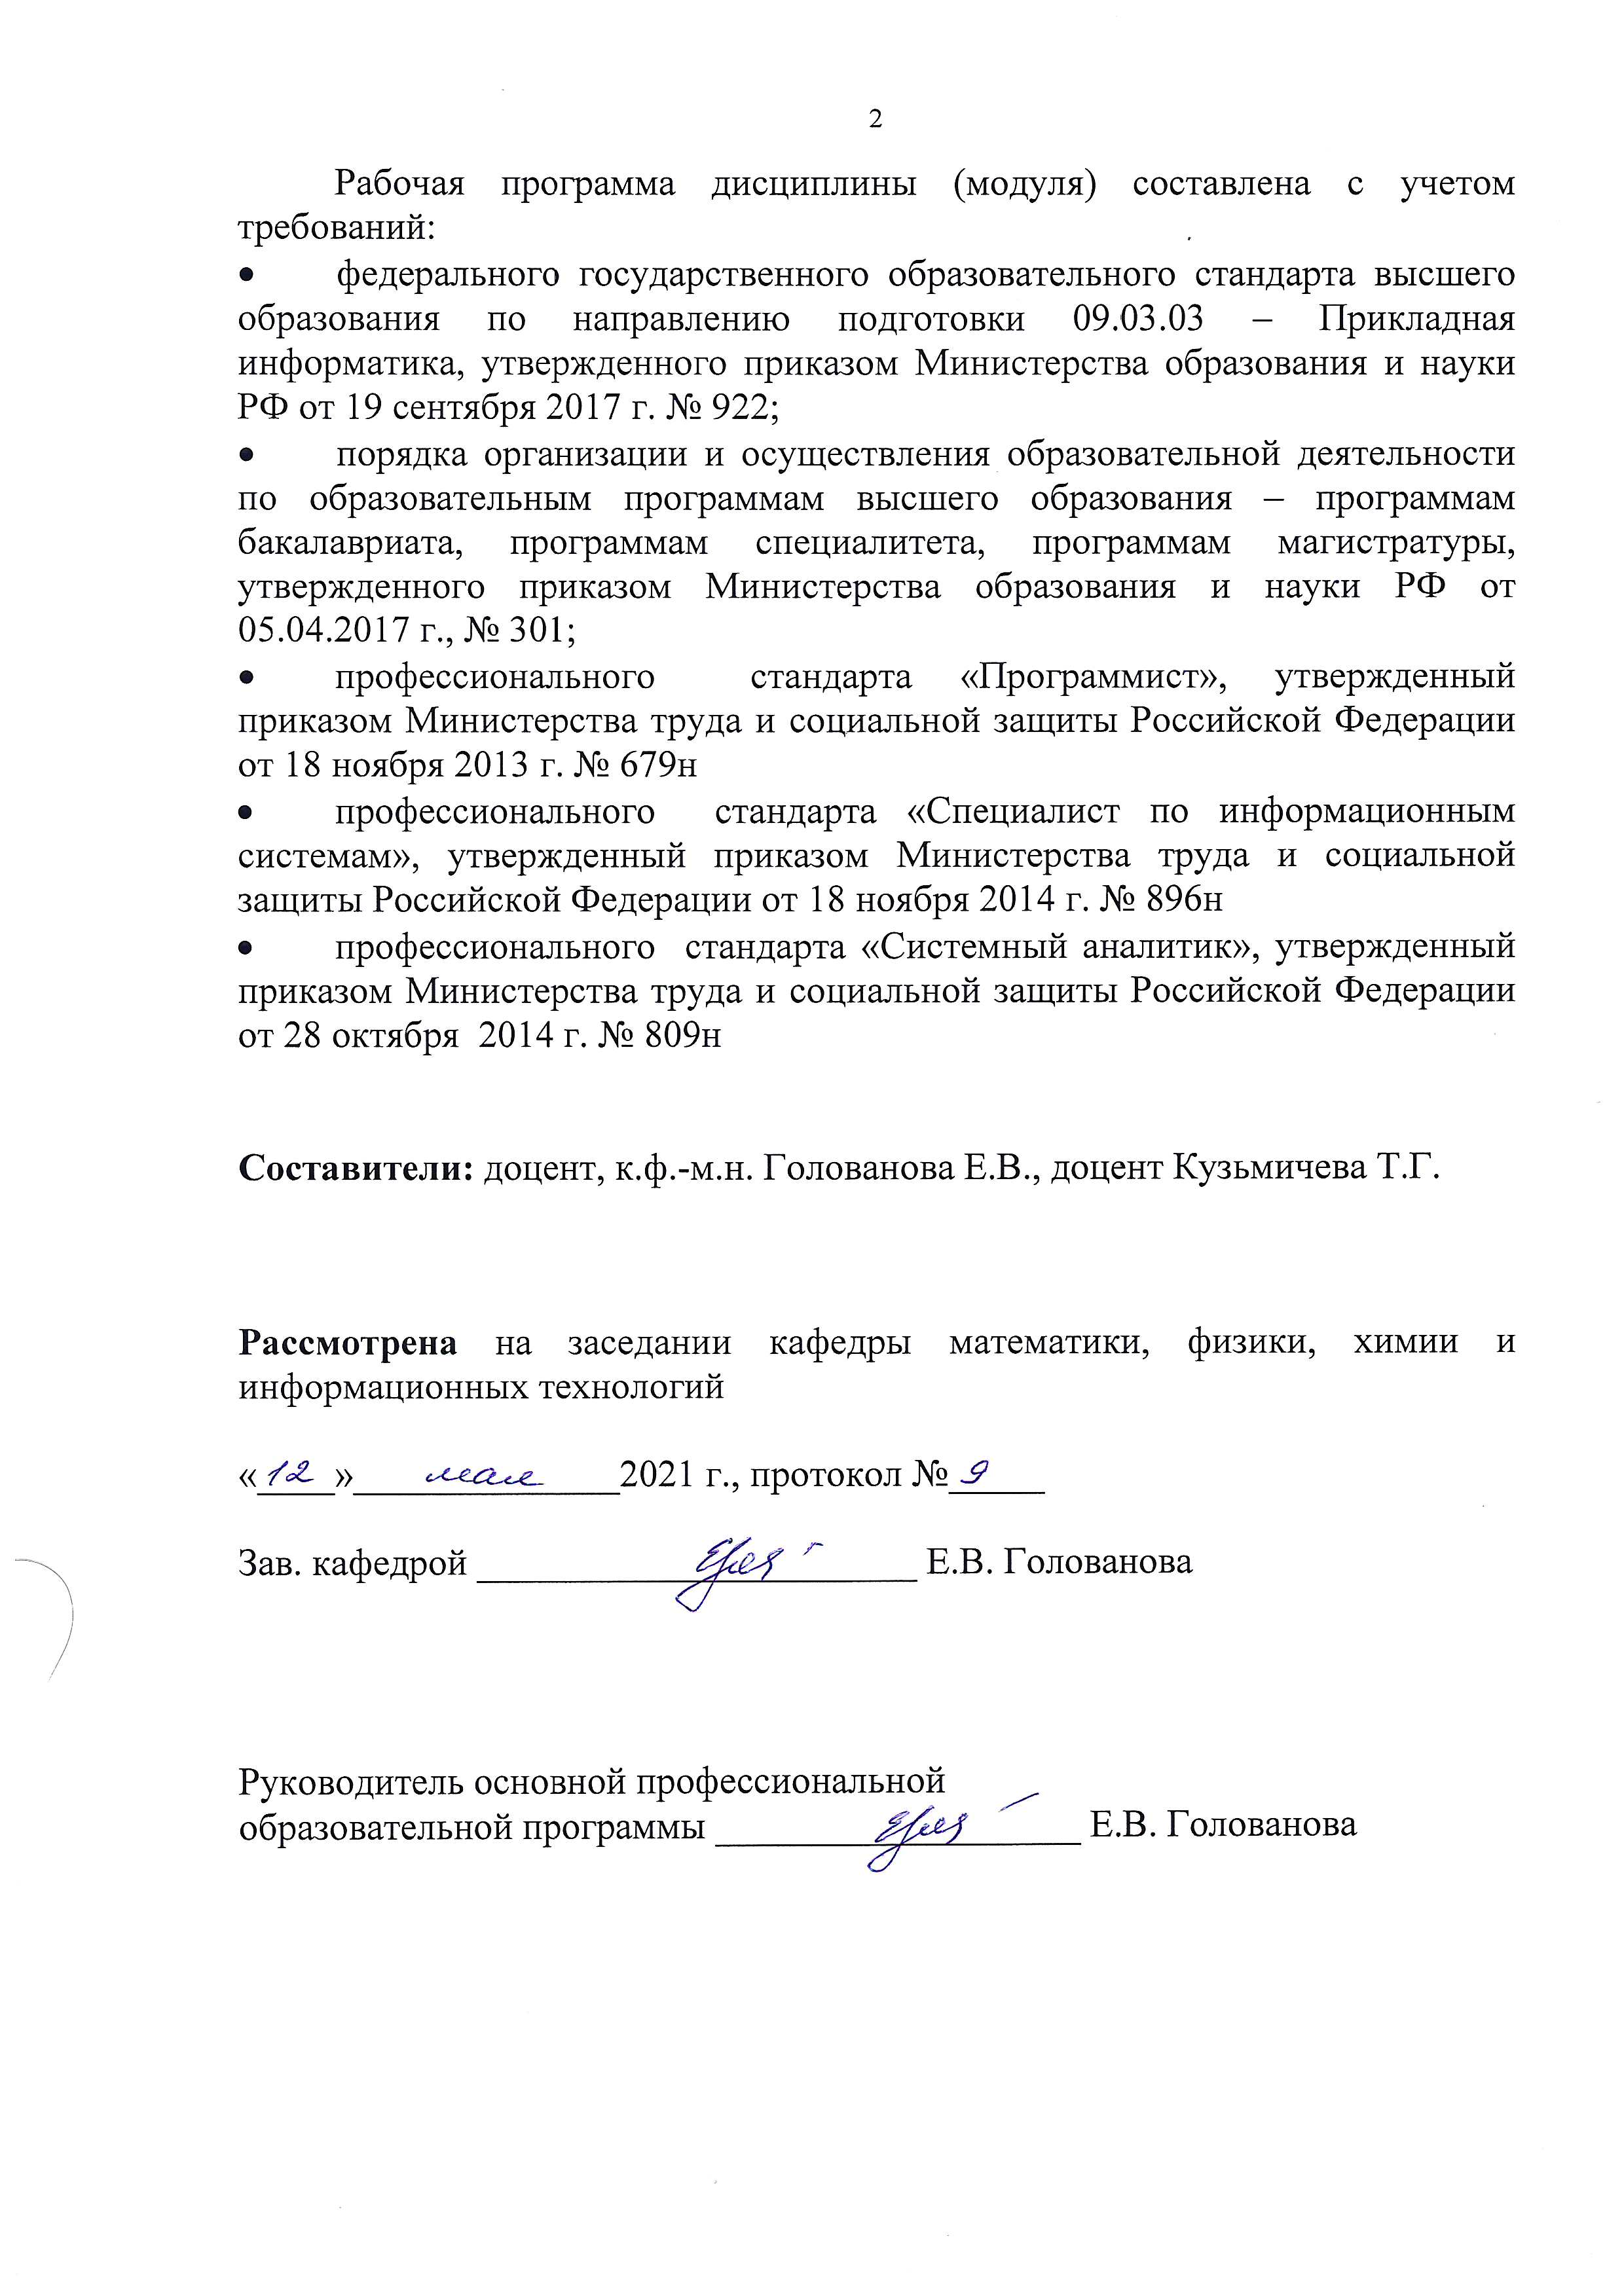 2
Рабочая программа дисциплины (модуля) составлена с учетом
требований:
• федерального государственного образовательного стандарта высшего
образования по направлению подготовки 09.03.03 – Прикладная
информатика, утвержденного приказом Министерства образования и науки
РФ от 19 сентября 2017 г. № 922;
• порядка организации и осуществления образовательной деятельности
по образовательным программам высшего образования – программам
бакалавриата, программам специалитета, программам магистратуры,
утвержденного приказом Министерства образования и науки РФ от
05.04.2017 г., № 301;
• профессионального стандарта «Программист», утвержденный
приказом Министерства труда и социальной защиты Российской Федерации
от 18 ноября 2013 г. № 679н
• профессионального стандарта «Специалист по информационным
системам», утвержденный приказом Министерства труда и социальной
защиты Российской Федерации от 18 ноября 2014 г. № 896н
• профессионального стандарта «Системный аналитик», утвержденный
приказом Министерства труда и социальной защиты Российской Федерации
от 28 октября 2014 г. № 809н
Составители: доцент, к.ф.-м.н. Голованова Е.В., доцент Кузьмичева Т.Г.
Рассмотрена на заседании кафедры математики, физики, химии и
информационных технологий
«12» мая 2021 г., протокол № 9
Зав. кафедрой Е.В. Голованова
Руководитель основной профессиональной
образовательной программы Е.В. Голованова